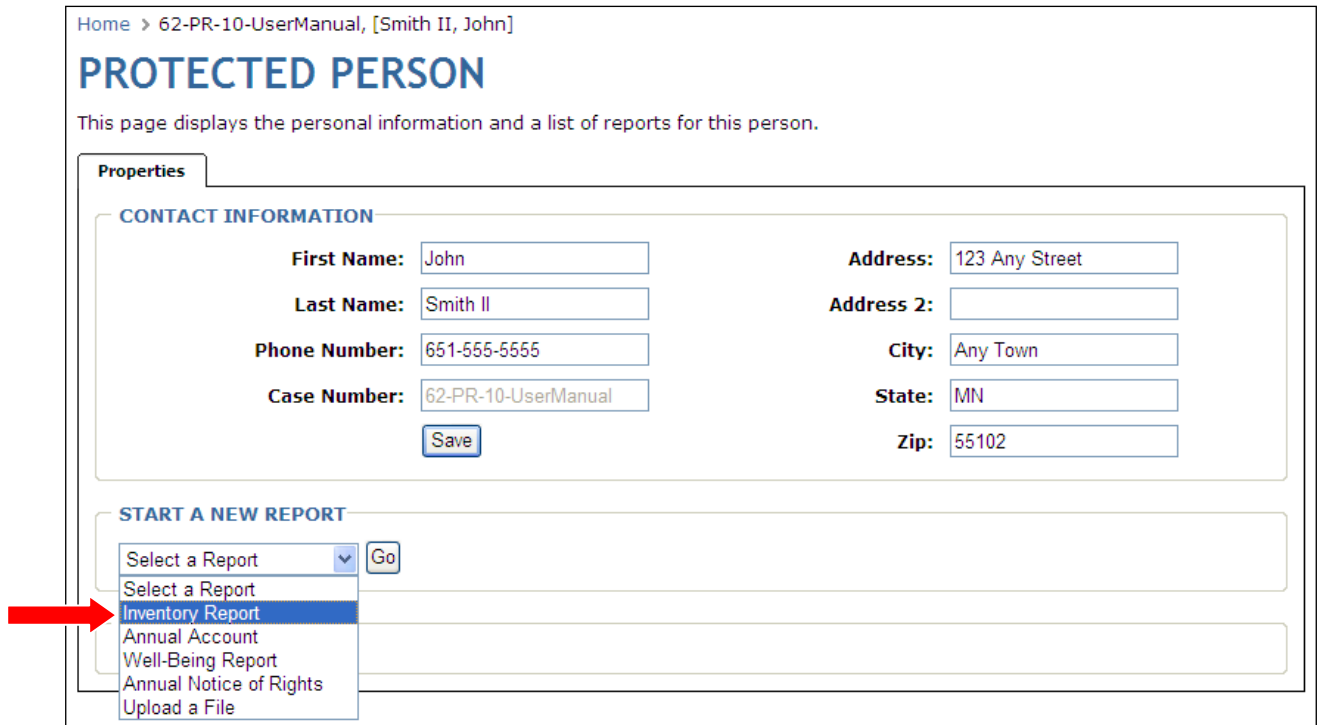 Home > 62-PR-10-UserManual, [Smith II, John]
PROTECTED PERSON
This page displays the personal information and a list of reports for this person.
Properties
CONTACT INFORMATION
First Name: John Address: 123 Any Street
Last Name: Smith II Address 2:
Phone Number: 651-555-5555 City: Any Town
Case Number: 62-PR-10-UserManual State: MN
Save Zip: 55102
START A NEW REPORT
Select a Report Go
Select a Report
Inventory Report
Annual Account
Well-Being Report
Annual Notice of Rights
Upload a File